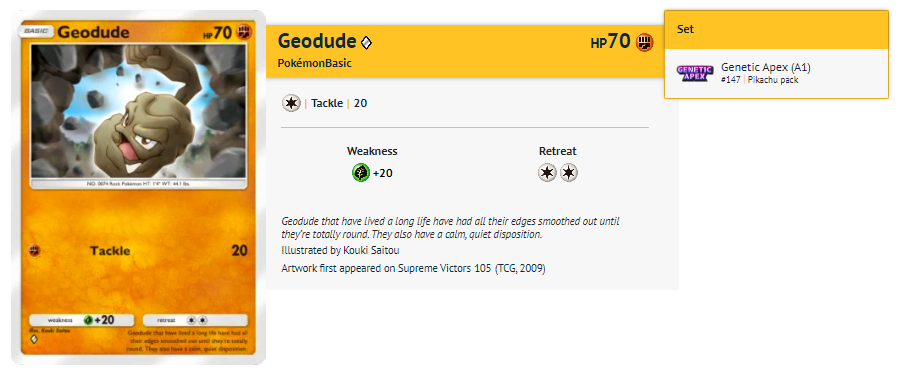 BASIC
Geodude
HP70
NO. 0074 Rock Pokémon HT: 1'4" WT: 44.1 lbs.
Tackle
20
weakness
+20
retreat
Illus. Kouki Saitou
Geodude that have lived a long life have had all
their edges smoothed out until they're totally
round. They also have a calm, quiet disposition.
Geodude
HP70
PokémonBasic
| Tackle | 20
Weakness
Retreat
+20
Geodude that have lived a long life have had all their edges smoothed out until
they're totally round. They also have a calm, quiet disposition.
Illustrated by Kouki Saitou
Artwork first appeared on Supreme Victors 105 (TCG, 2009)
Set
GENETIC
APEX
Genetic Apex (A1)
#147 | Pikachu pack